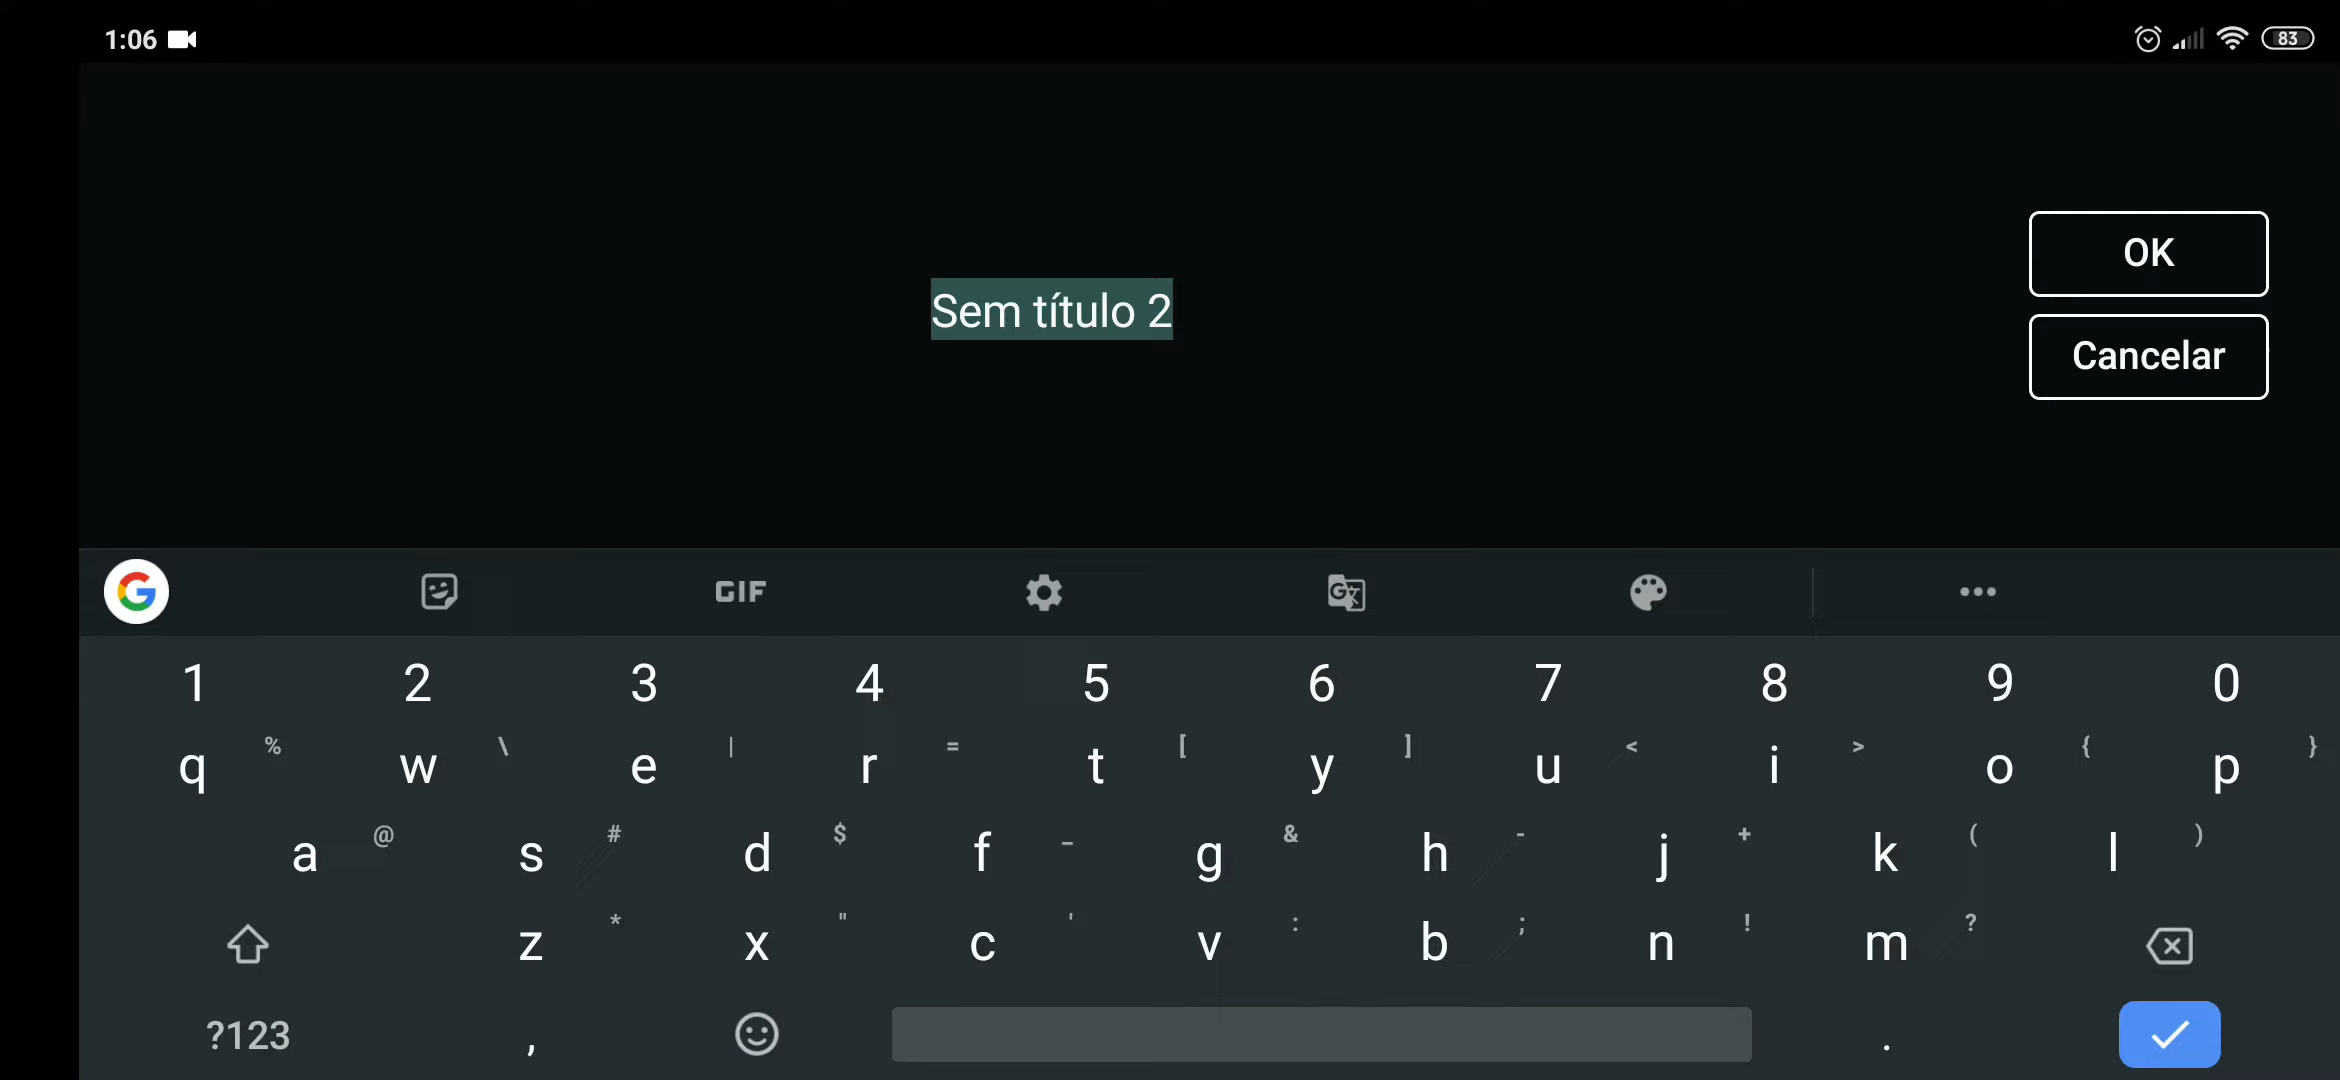 1:06
83
OK
Sem título 2
Cancelar
G GIF G
1 2 3 4 5 6 7 8 9 0
% \ | = [ ] < > { }
q w e r t y u i o p
@ # $ _ & - + ( )
a s d f g h j k l
* " ' : ; ! ?
z x c v b n m
?123 , .